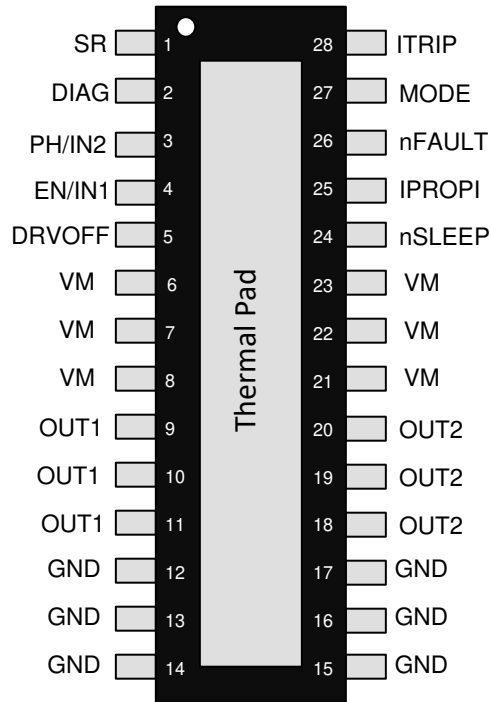 SR 1 28 ITRIP
DIAG 2 27 MODE
PH/IN2 3 26 nFAULT
EN/IN1 4 25 IPROPI
DRVOFF 5 24 nSLEEP
VM 6 23 VM
VM 7 22 VM
VM 8 21 VM
OUT1 9 20 OUT2
OUT1 10 19 OUT2
OUT1 11 18 OUT2
GND 12 17 GND
GND 13 16 GND
GND 14 15 GND
Thermal Pad